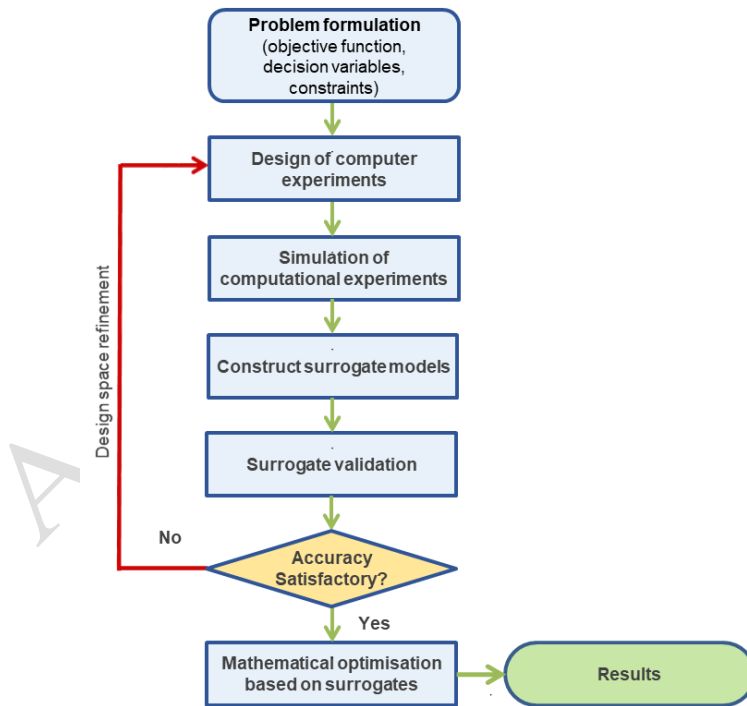 Problem formulation
(objective function,
decision variables,
constraints)
Design of computer
experiments
Simulation of
computational experiments
Construct surrogate models
Surrogate validation
Design space refinement
No
Accuracy
Satisfactory?
Yes
Mathematical optimisation
based on surrogates
Results
A